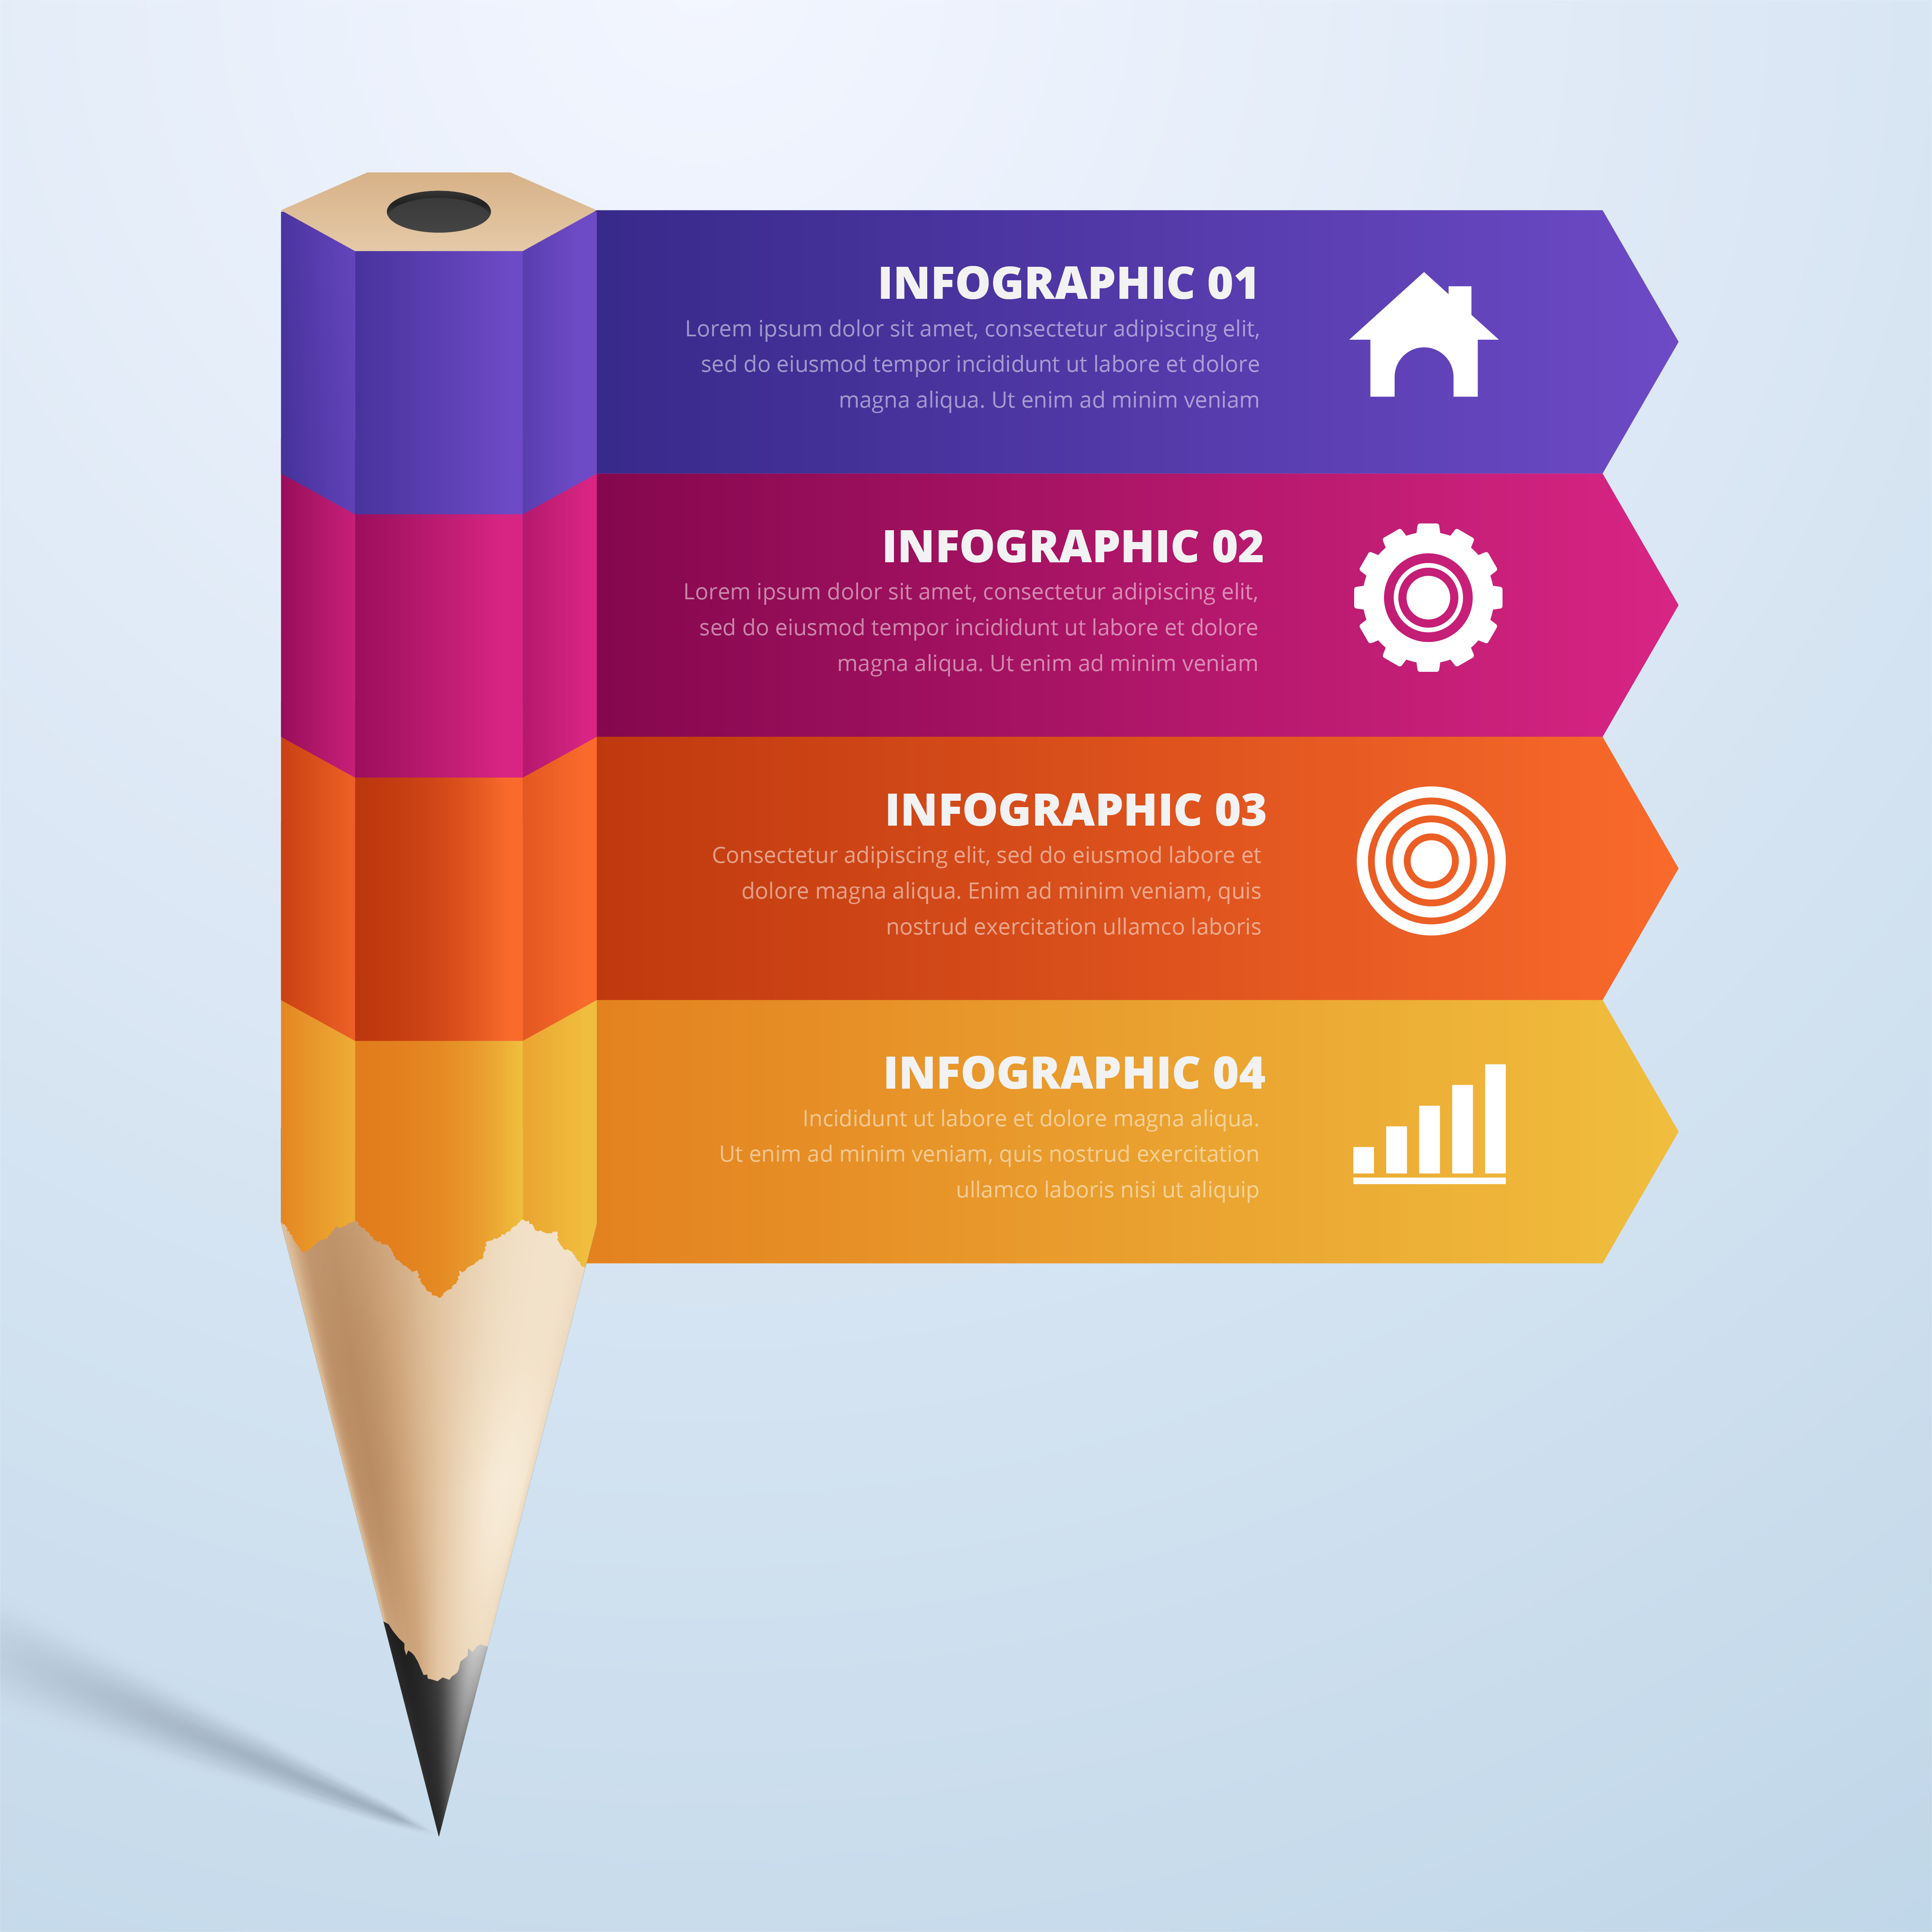 INFOGRAPHIC 01
Lorem ipsum dolor sit amet, consectetur adipiscing elit,
sed do eiusmod tempor incididunt ut labore et dolore
magna aliqua. Ut enim ad minim veniam
INFOGRAPHIC 02
Lorem ipsum dolor sit amet, consectetur adipiscing elit,
sed do eiusmod tempor incididunt ut labore et dolore
magna aliqua. Ut enim ad minim veniam
INFOGRAPHIC 03
Consectetur adipiscing elit, sed do eiusmod labore et
dolore magna aliqua. Enim ad minim veniam, quis
nostrud exercitation ullamco laboris
INFOGRAPHIC 04
Incididunt ut labore et dolore magna aliqua.
Ut enim ad minim veniam, quis nostrud exercitation
ullamco laboris nisi ut aliquip